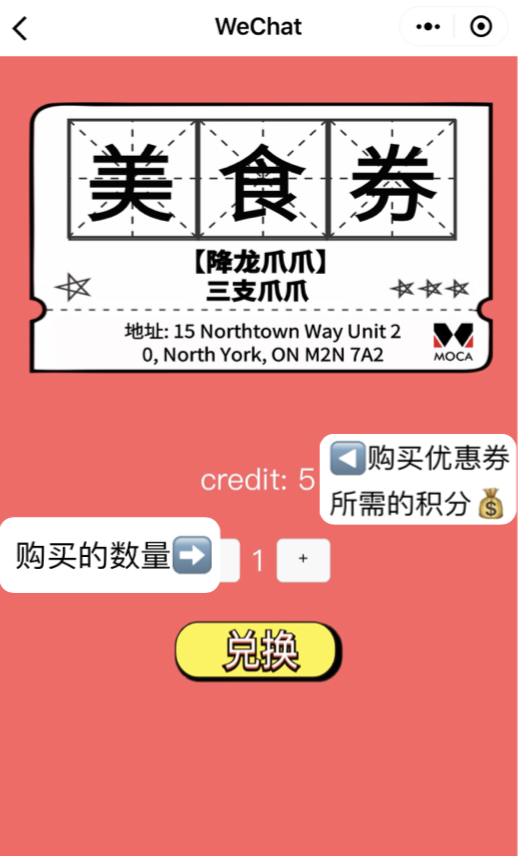 WeChat
美食券
【降龙爪爪】
三支爪爪
地址: 15 Northtown Way Unit 2
0, North York, ON M2N 7A2
MOCA
credit: 5
◀️购买优惠券
所需的积分💰
购买的数量➡️
1 +
兑换